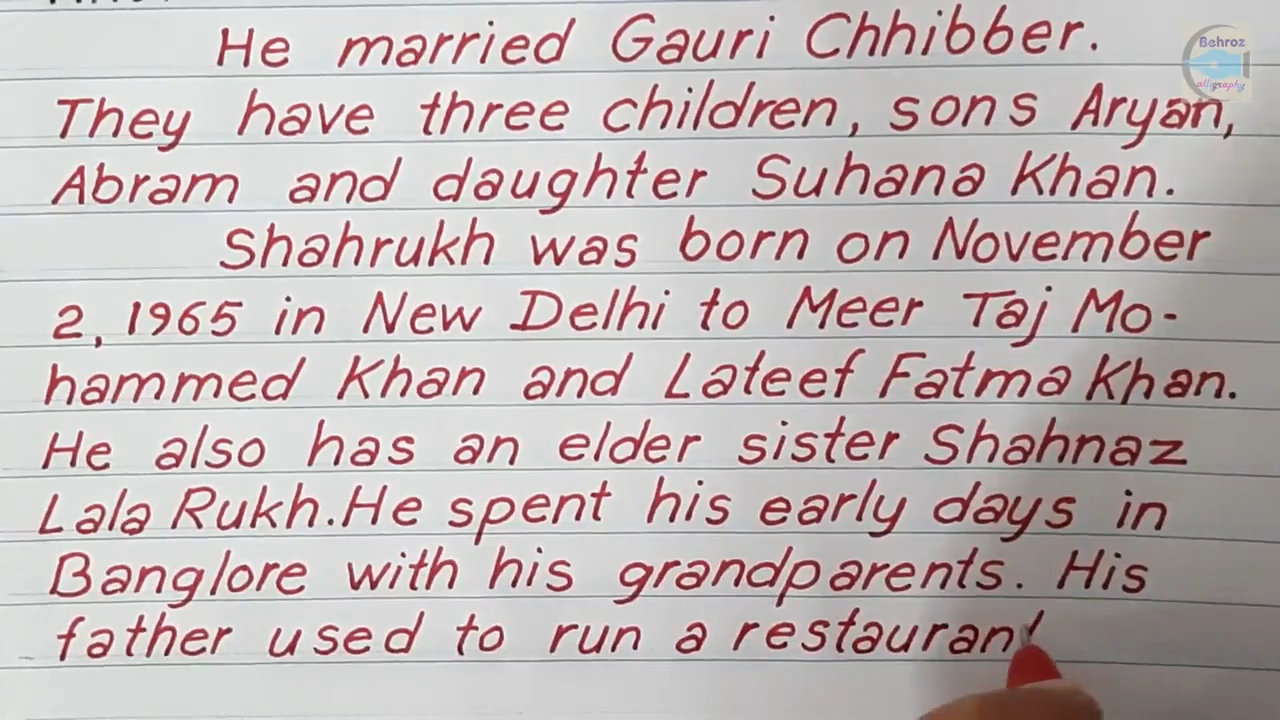 He married Gauri Chhibber.
They have three children, sons Aryan,
Abram and daughter Suhana Khan.
Shahrukh was born on November
2, 1965 in New Delhi to Meer Taj Mo-
hammed Khan and Lateef Fatma Khan.
He also has an elder sister Shahnaz
Lala Rukh. He spent his early days in
Banglore with his grandparents. His
father used to run a restaurant
Behroz
alligraphy